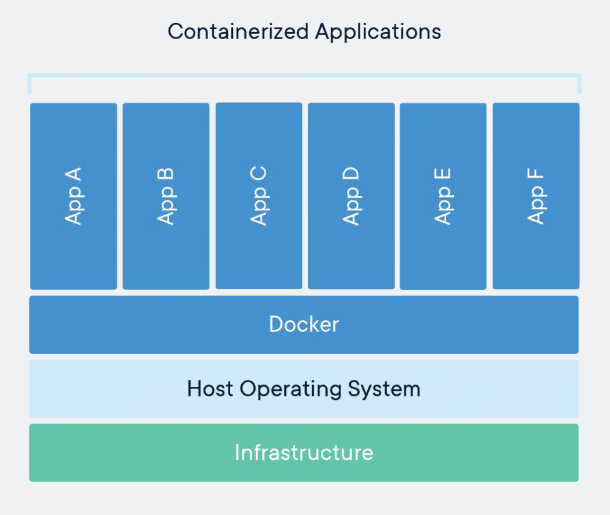 Containerized Applications
App A
App B
App C
App D
App E
App F
Docker
Host Operating System
Infrastructure